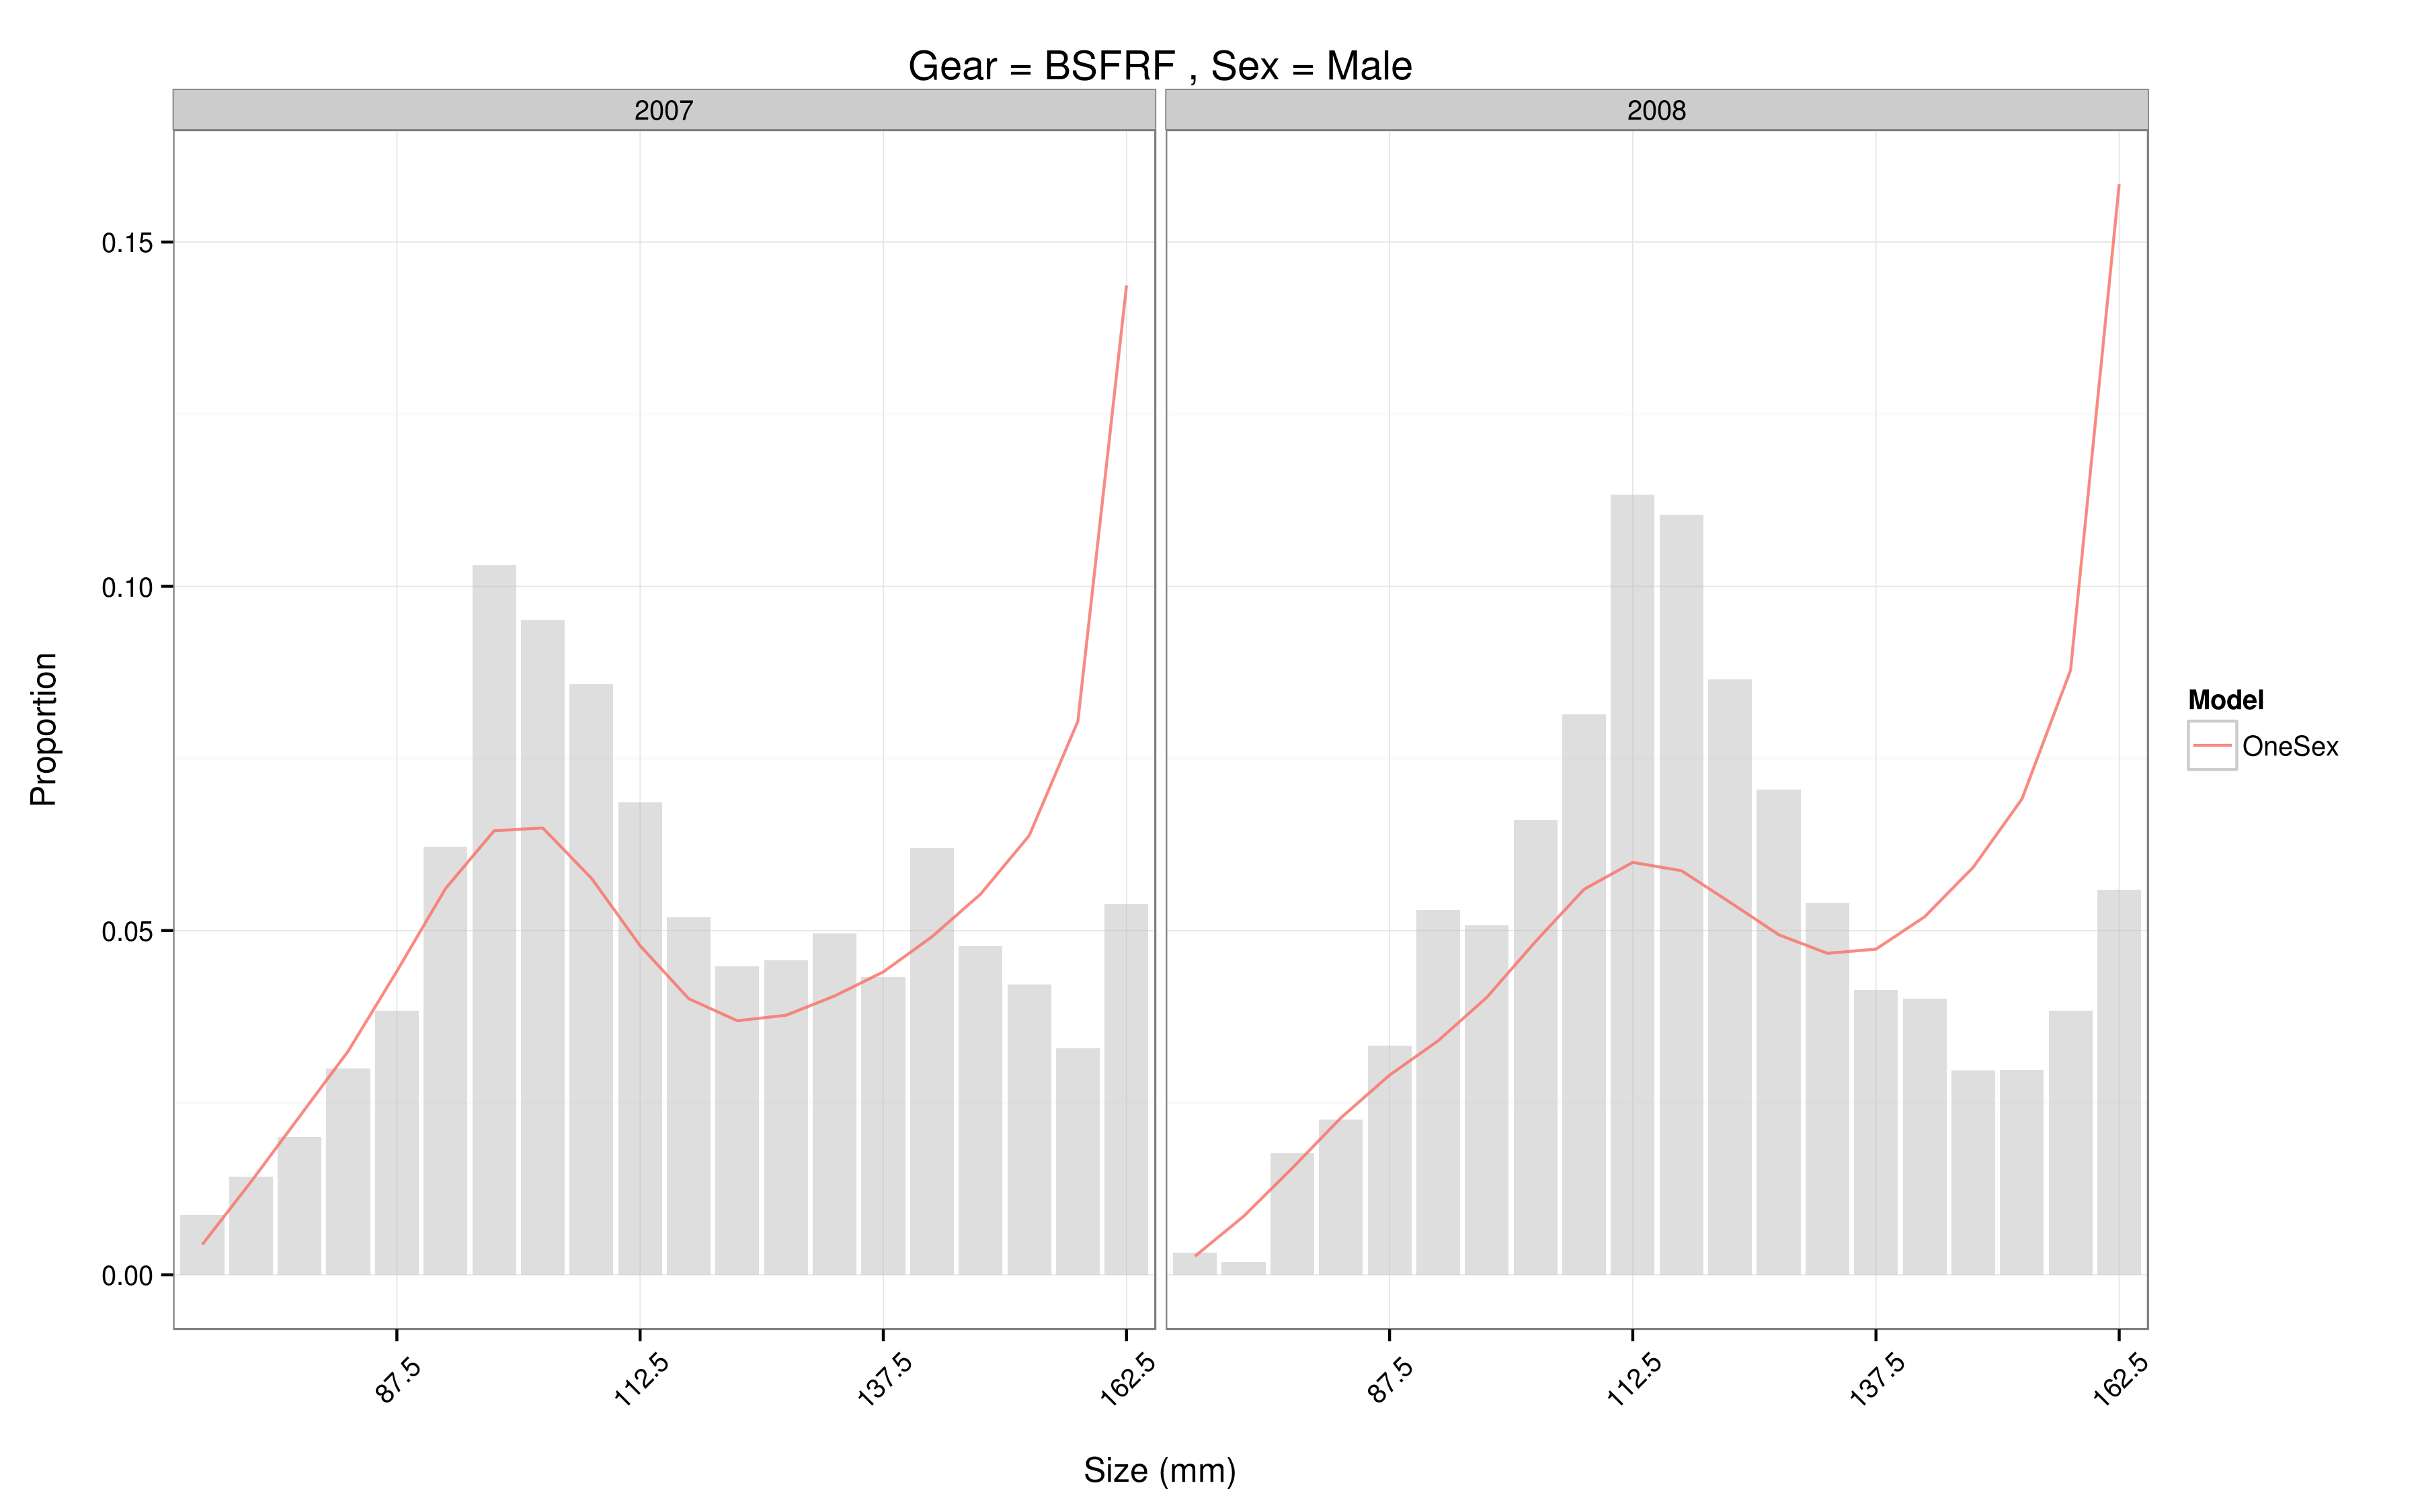 Gear = BSFRF , Sex = Male
2007
2008
0.15
0.10
0.05
0.00
Proportion
87.5
112.5
137.5
162.5
87.5
112.5
137.5
162.5
Size (mm)
Model
OneSex